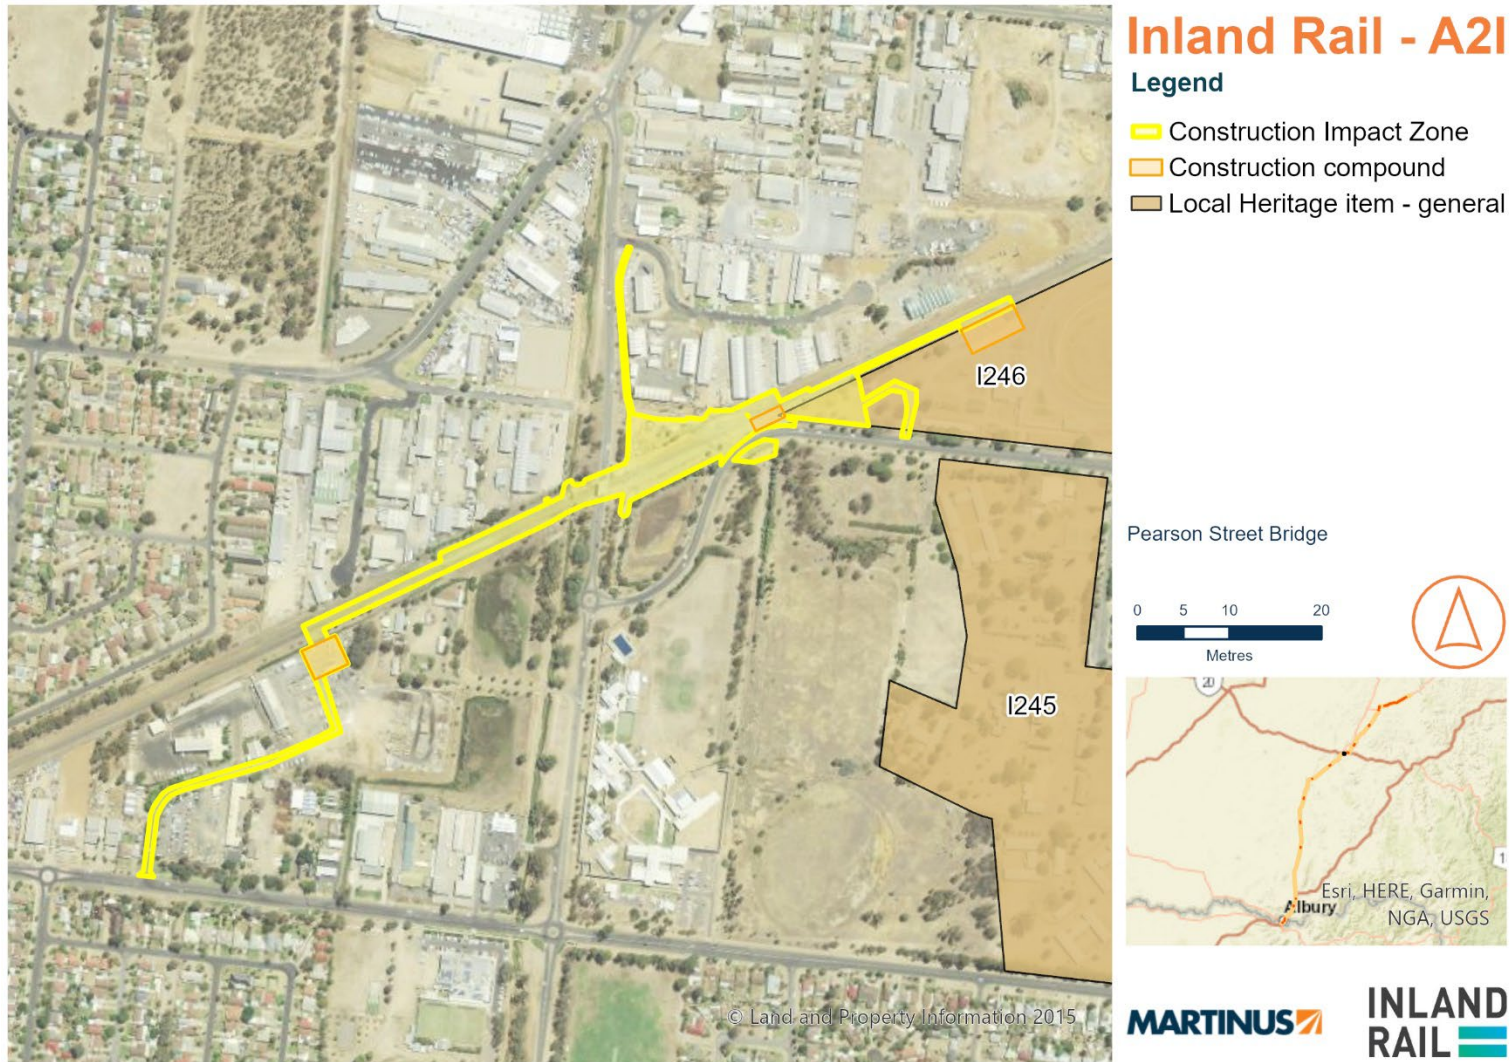 Inland Rail - A2I
Legend
Construction Impact Zone
Construction compound
Local Heritage item - general
I246
I245
Pearson Street Bridge
0 5 10 20
Metres
20
1
Albury
Esri, HERE, Garmin,
NGA, USGS
© Land and Property Information 2015
MARTINUS
INLAND
RAIL